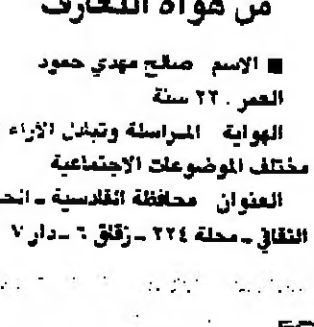 من هواة التعارف
■ الاسم صالح مهدي حمود
العمر . ٢٢ سنة
الهواية المراسلة وتبادل الآراء
مختلف الموضوعات الاجتماعية
العنوان محافظة القادسية ـ
الثقافي ـ محلة ٢٢٤ ـ زقاق ٦ ـ دار ٧